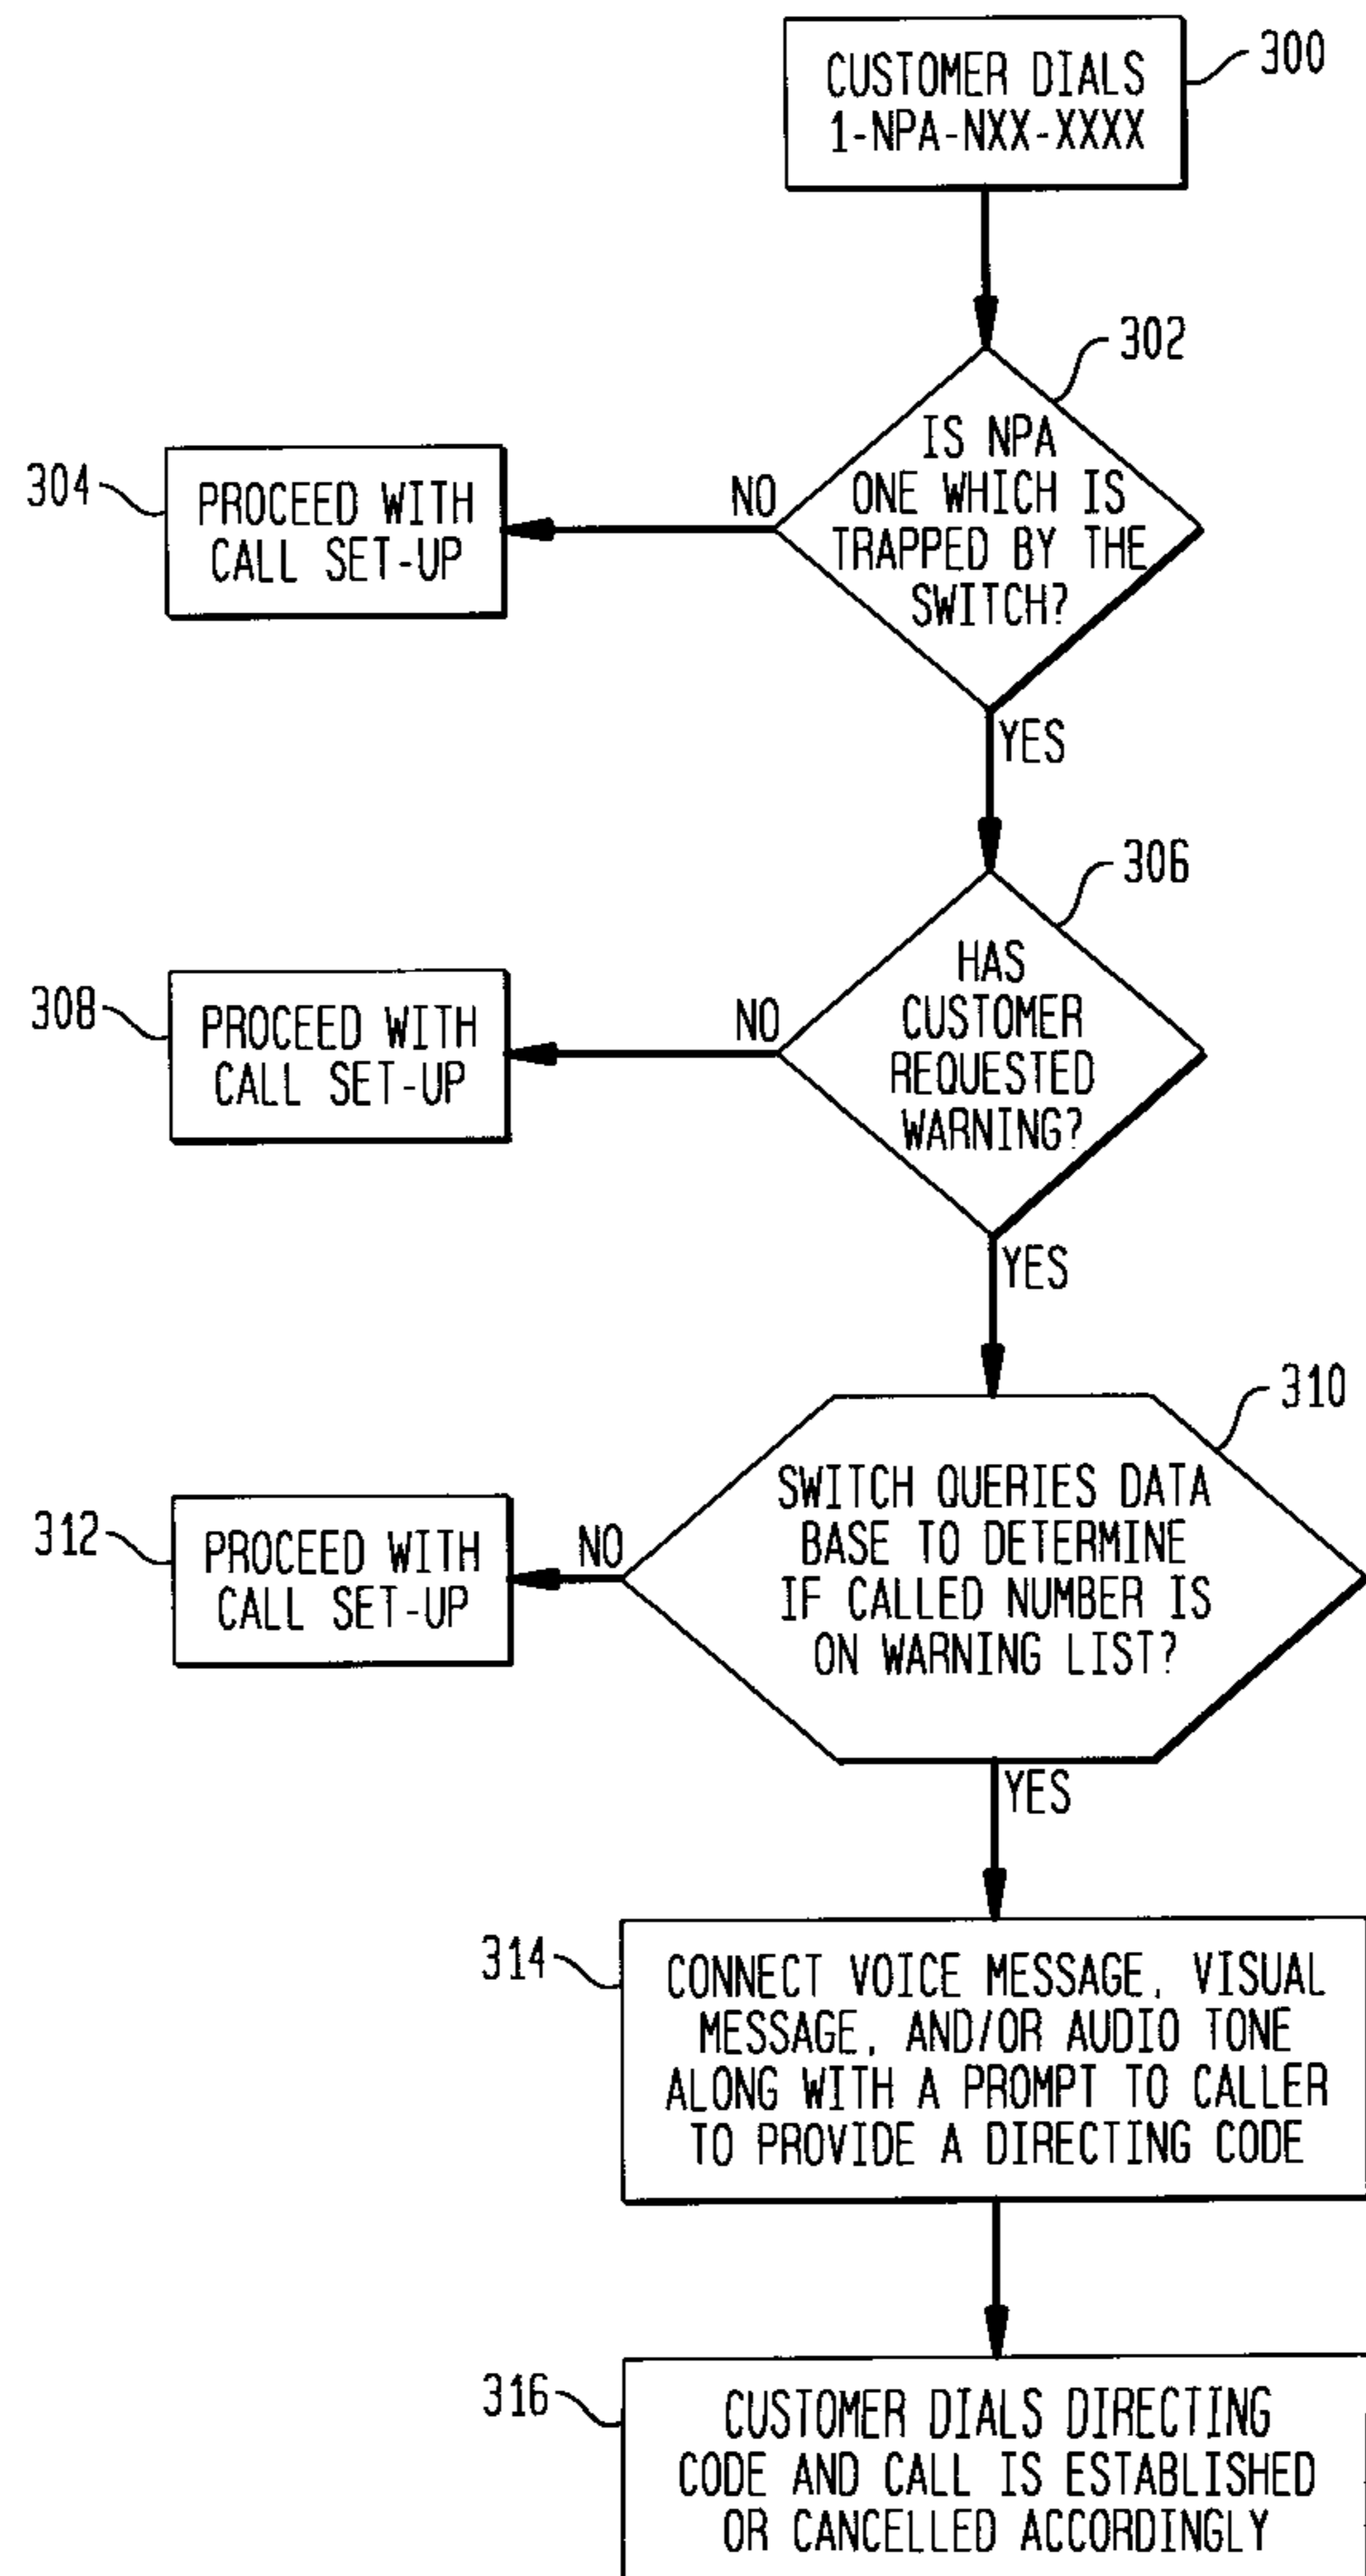 CUSTOMER DIALS
1-NPA-NXX-XXXX
300
302
IS NPA
ONE WHICH IS
TRAPPED BY THE
SWITCH?
NO
304
PROCEED WITH
CALL SET-UP
YES
306
HAS
CUSTOMER
REQUESTED
WARNING?
NO
308
PROCEED WITH
CALL SET-UP
YES
310
SWITCH QUERIES DATA
BASE TO DETERMINE
IF CALLED NUMBER IS
ON WARNING LIST?
NO
312
PROCEED WITH
CALL SET-UP
YES
314
CONNECT VOICE MESSAGE, VISUAL
MESSAGE, AND/OR AUDIO TONE
ALONG WITH A PROMPT TO CALLER
TO PROVIDE A DIRECTING CODE
316
CUSTOMER DIALS DIRECTING
CODE AND CALL IS ESTABLISHED
OR CANCELLED ACCORDINGLY